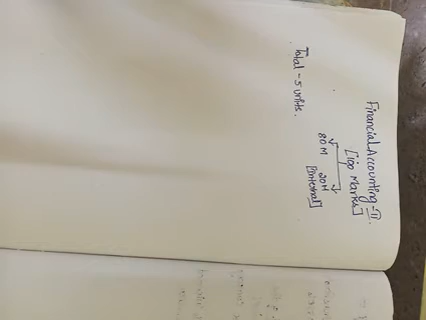 Financial Accounting-II.
[100 Marks]
80 M 20 M
[Internal]
Total - 5 units.